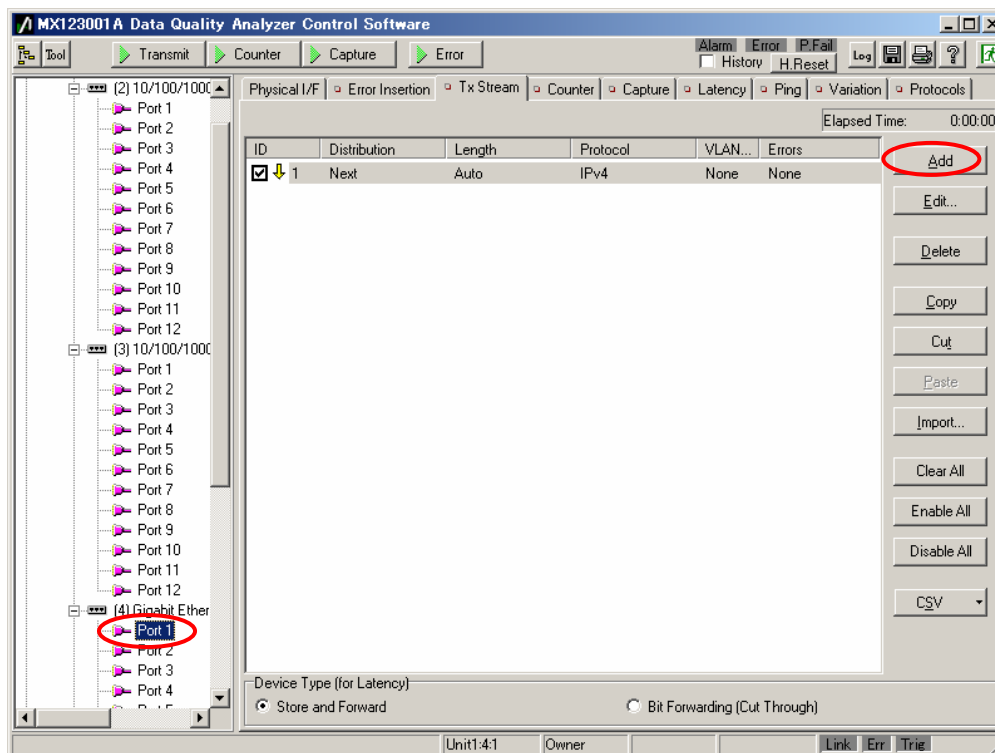 MX123001A Data Quality Analyzer Control Software
Tool Transmit Counter Capture Error Alarm Error P.Fail
History H.Reset Log
Physical I/F Error Insertion Tx Stream Counter Capture Latency Ping Variation Protocols
Elapsed Time: 0:00:00
(2) 10/100/1000
Port 1
Port 2
Port 3
Port 4
Port 5
Port 6
Port 7
Port 8
Port 9
Port 10
Port 11
Port 12
(3) 10/100/1000
Port 1
Port 2
Port 3
Port 4
Port 5
Port 6
Port 7
Port 8
Port 9
Port 10
Port 11
Port 12
(4) Gigabit Ether
Port 1
Port 2
Port 3
Port 4
ID Distribution Length Protocol VLAN... Errors
1 Next Auto IPv4 None None
Add
Edit...
Delete
Copy
Cut
Paste
Import...
Clear All
Enable All
Disable All
CSV
Device Type (for Latency)
Store and Forward Bit Forwarding (Cut Through)
Unit1:4:1 Owner Link Err Trig